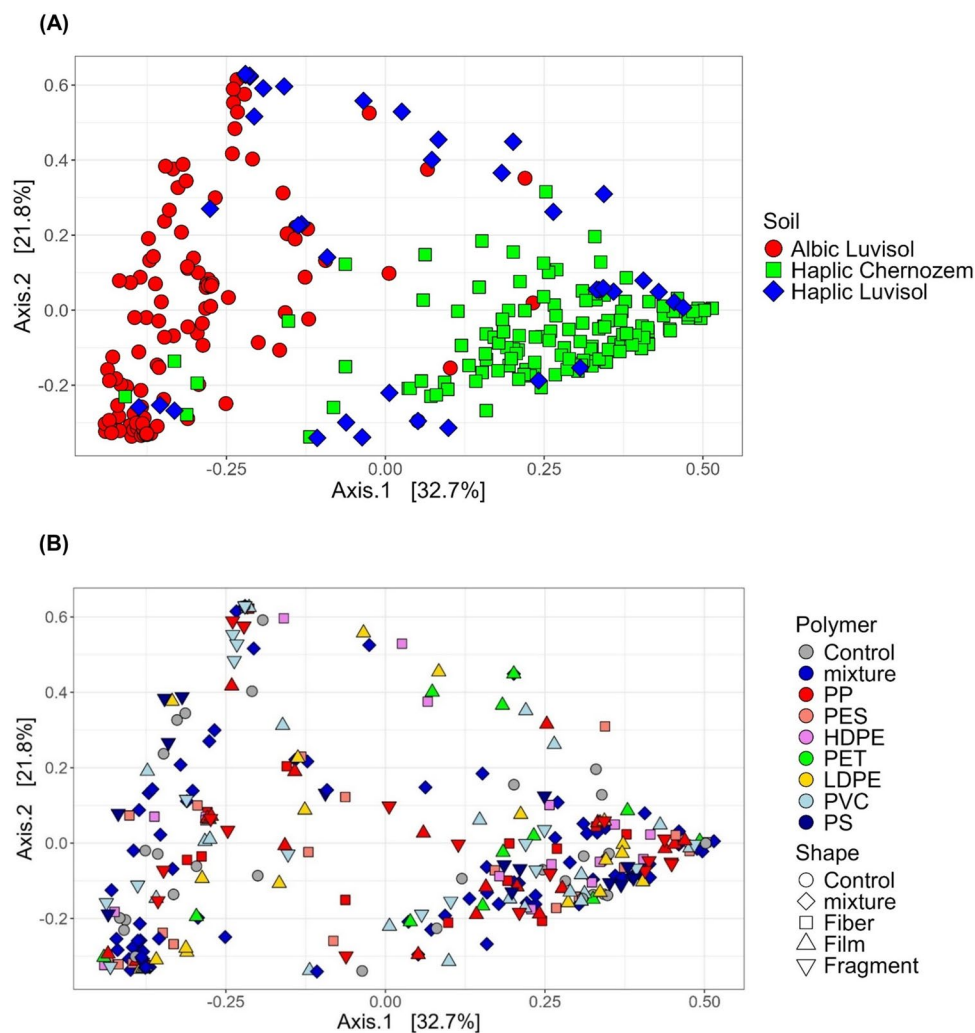 (A)
0.6
0.4
0.2
0.0
-0.2
Axis.2 [21.8%]
-0.25
0.00
0.25
0.50
Axis.1 [32.7%]
Soil
Albic Luvisol
Haplic Chernozem
Haplic Luvisol
(B)
0.6
0.4
0.2
0.0
-0.2
Axis.2 [21.8%]
-0.25
0.00
0.25
0.50
Axis.1 [32.7%]
Polymer
Control
mixture
PP
PES
HDPE
PET
LDPE
PVC
PS
Shape
Control
mixture
Fiber
Film
Fragment